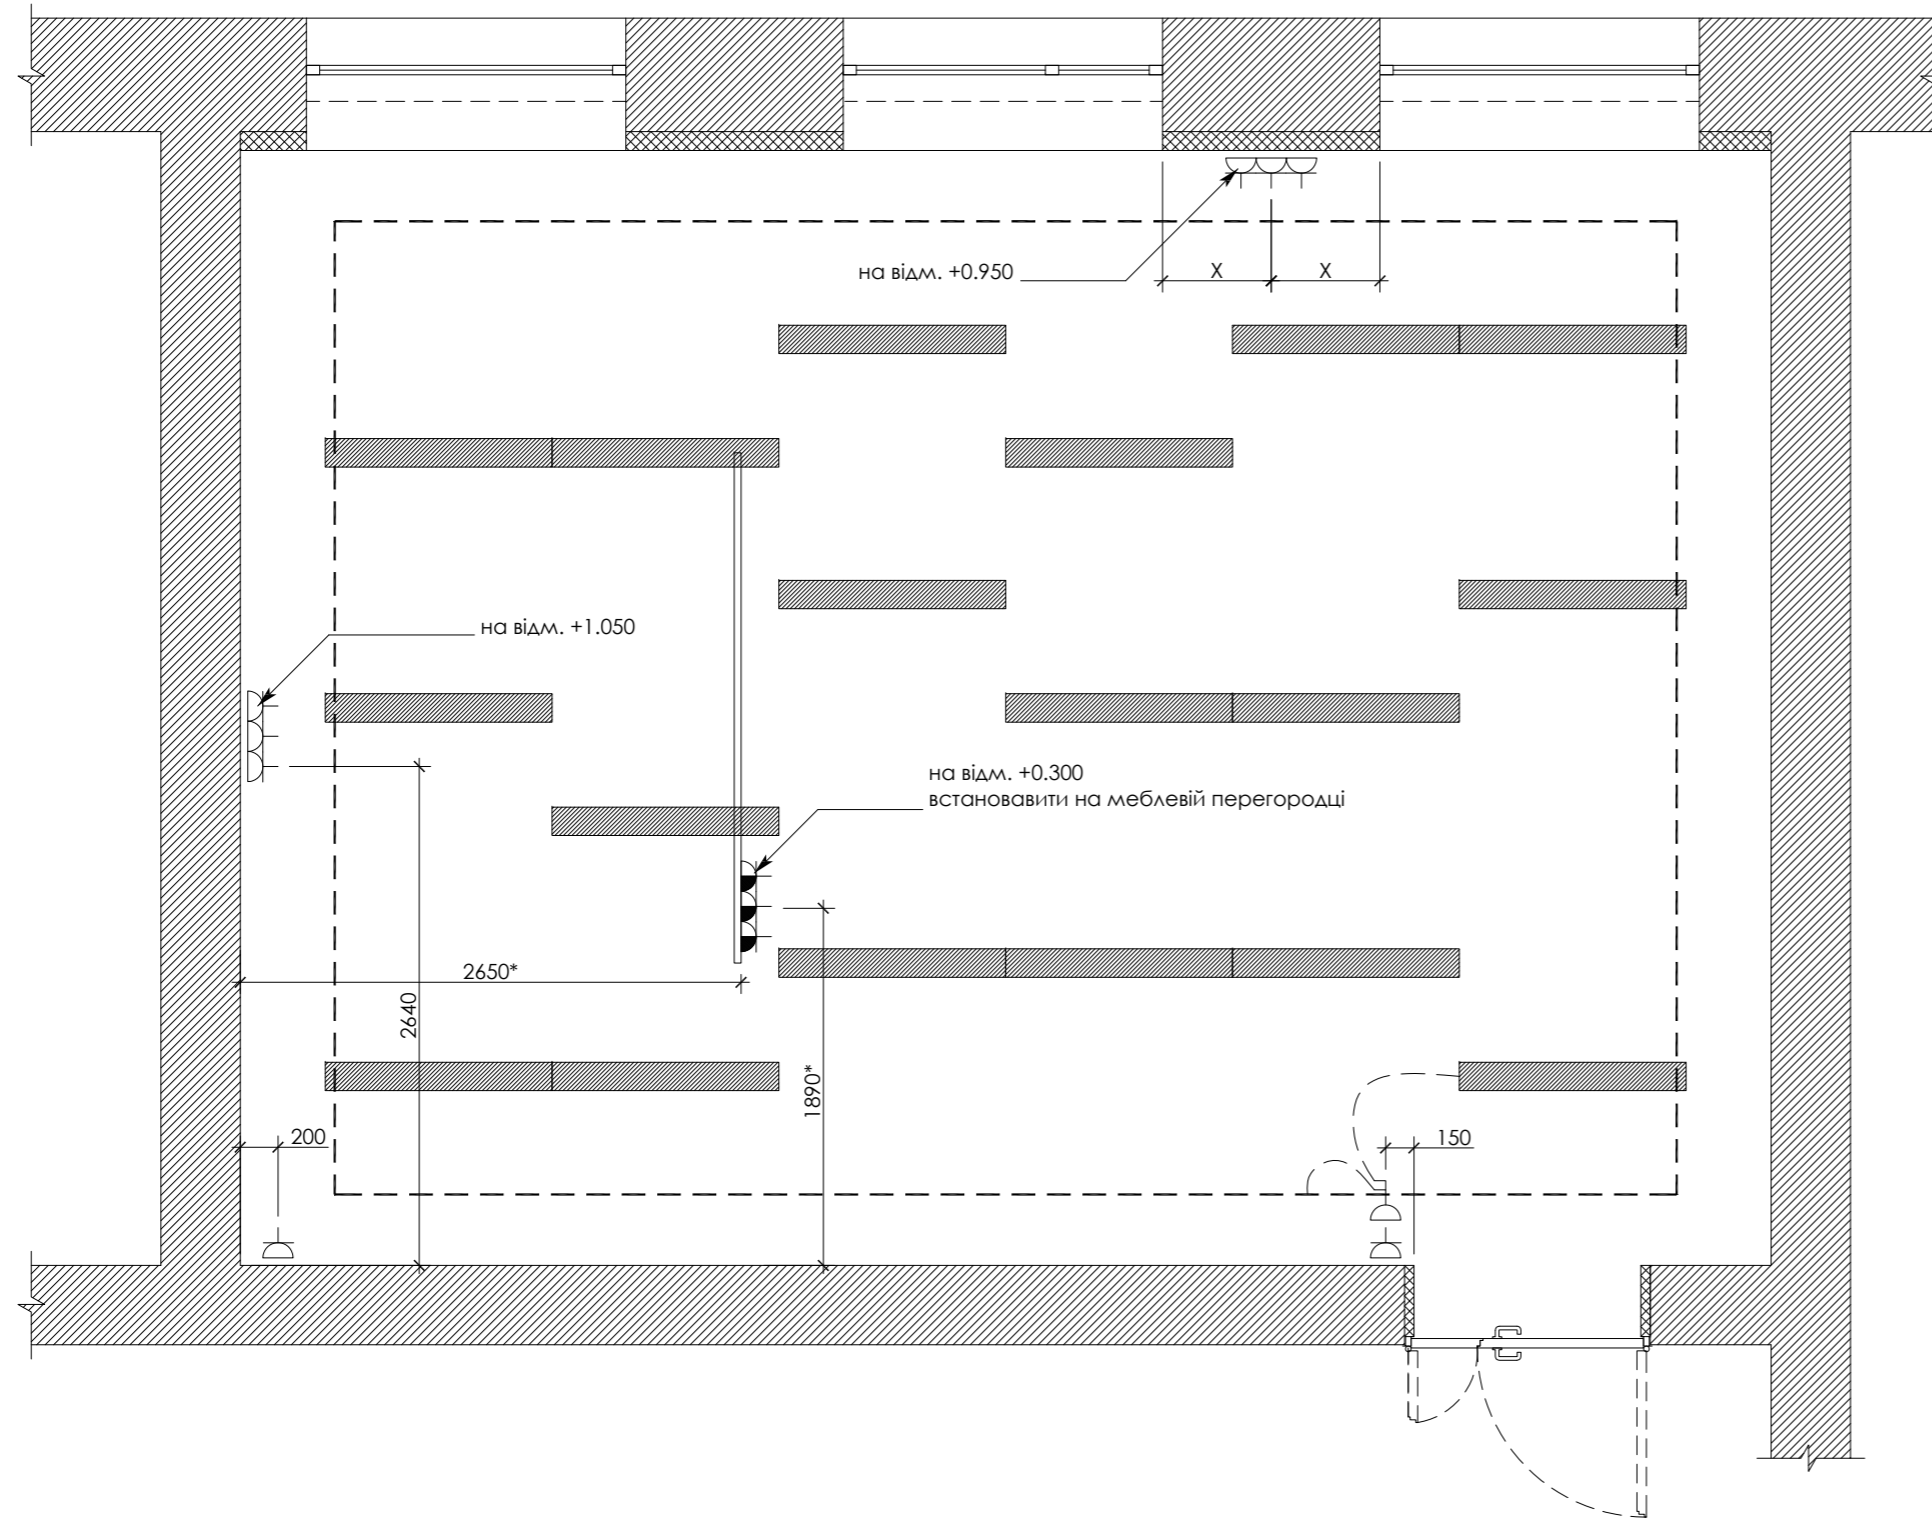 на відм. +0.950
X
X
на відм. +1.050
на відм. +0.300
встановавити на меблевій перегородці
2650*
2640
1890*
200
150